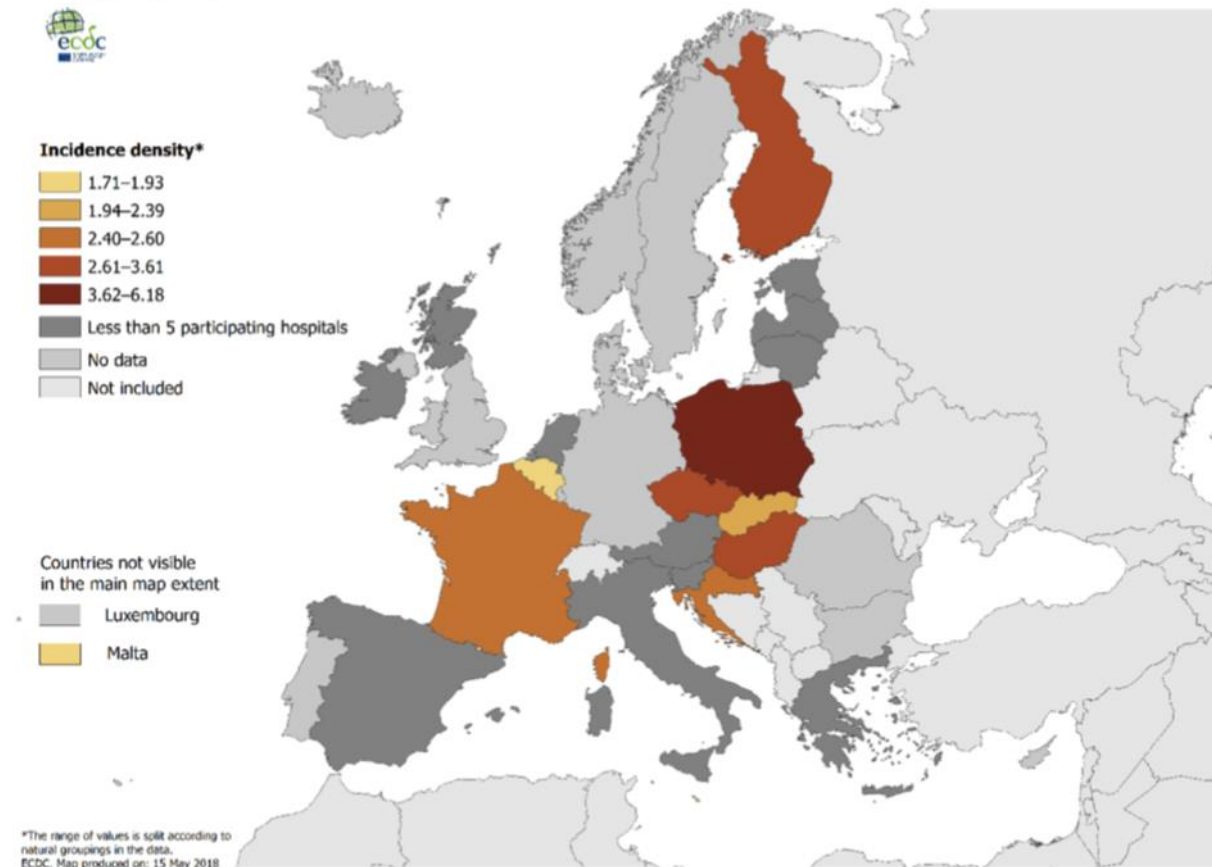 ecdc
Incidence density*
1.71–1.93
1.94–2.39
2.40–2.60
2.61–3.61
3.62–6.18
Less than 5 participating hospitals
No data
Not included
Countries not visible
in the main map extent
Luxembourg
Malta
*The range of values is split according to
natural groupings in the data.
ECDC. Map produced on: 15 May 2018